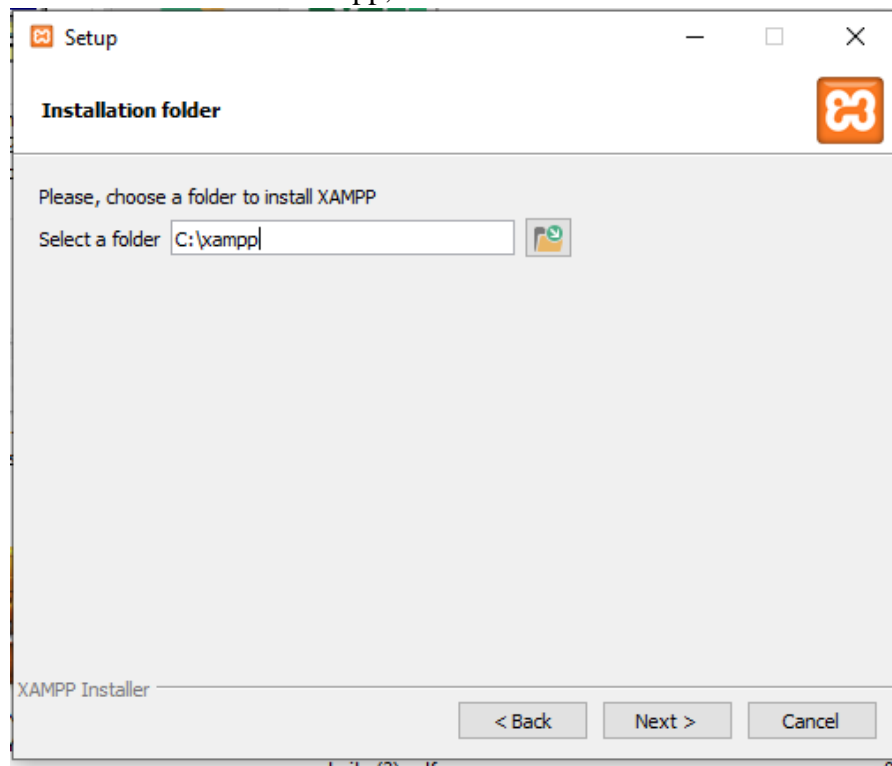 Setup
Installation folder
Please, choose a folder to install XAMPP
Select a folder C:\xampp
XAMPP Installer
< Back Next > Cancel